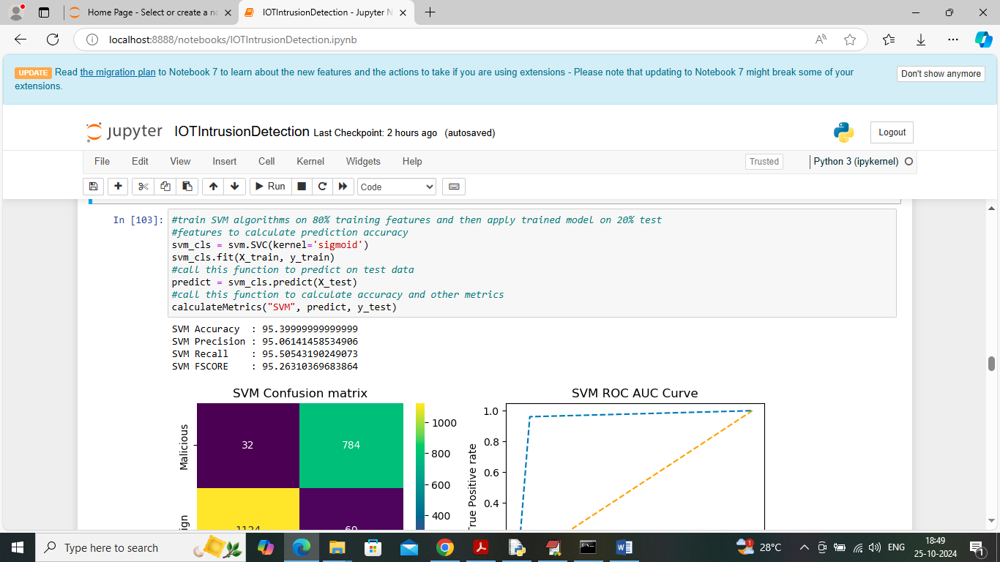 Home Page - Select or create a no
IOTIntrusionDetection - Jupyter N
localhost:8888/notebooks/IOTIntrusionDetection.ipynb
UPDATE Read the migration plan to Notebook 7 to learn about the new features and the actions to take if you are using extensions - Please note that updating to Notebook 7 might break some of your
extensions.
Don't show anymore
jupyter IOTIntrusionDetection Last Checkpoint: 2 hours ago (autosaved)
Logout
File Edit View Insert Cell Kernel Widgets Help
Trusted
Python 3 (ipykernel)
Run
Code
In [103]:
#train SVM algorithms on 80% training features and then apply trained model on 20% test
#features to calculate prediction accuracy
svm_cls = svm.SVC(kernel='sigmoid')
svm_cls.fit(X_train, y_train)
#call this function to predict on test data
predict = svm_cls.predict(X_test)
#call this function to calculate accuracy and other metrics
calculateMetrics("SVM", predict, y_test)
SVM Accuracy : 95.39999999999999
SVM Precision : 95.06141458534906
SVM Recall : 95.50543190249073
SVM FSCORE : 95.26310369683864
SVM Confusion matrix
Malicious
32 784
1124 60
ign
1000
800
600
400
SVM ROC AUC Curve
True Positive rate
1.0
0.8
0.6
0.4
Type here to search
1
28°C
ENG
18:49
25-10-2024
1